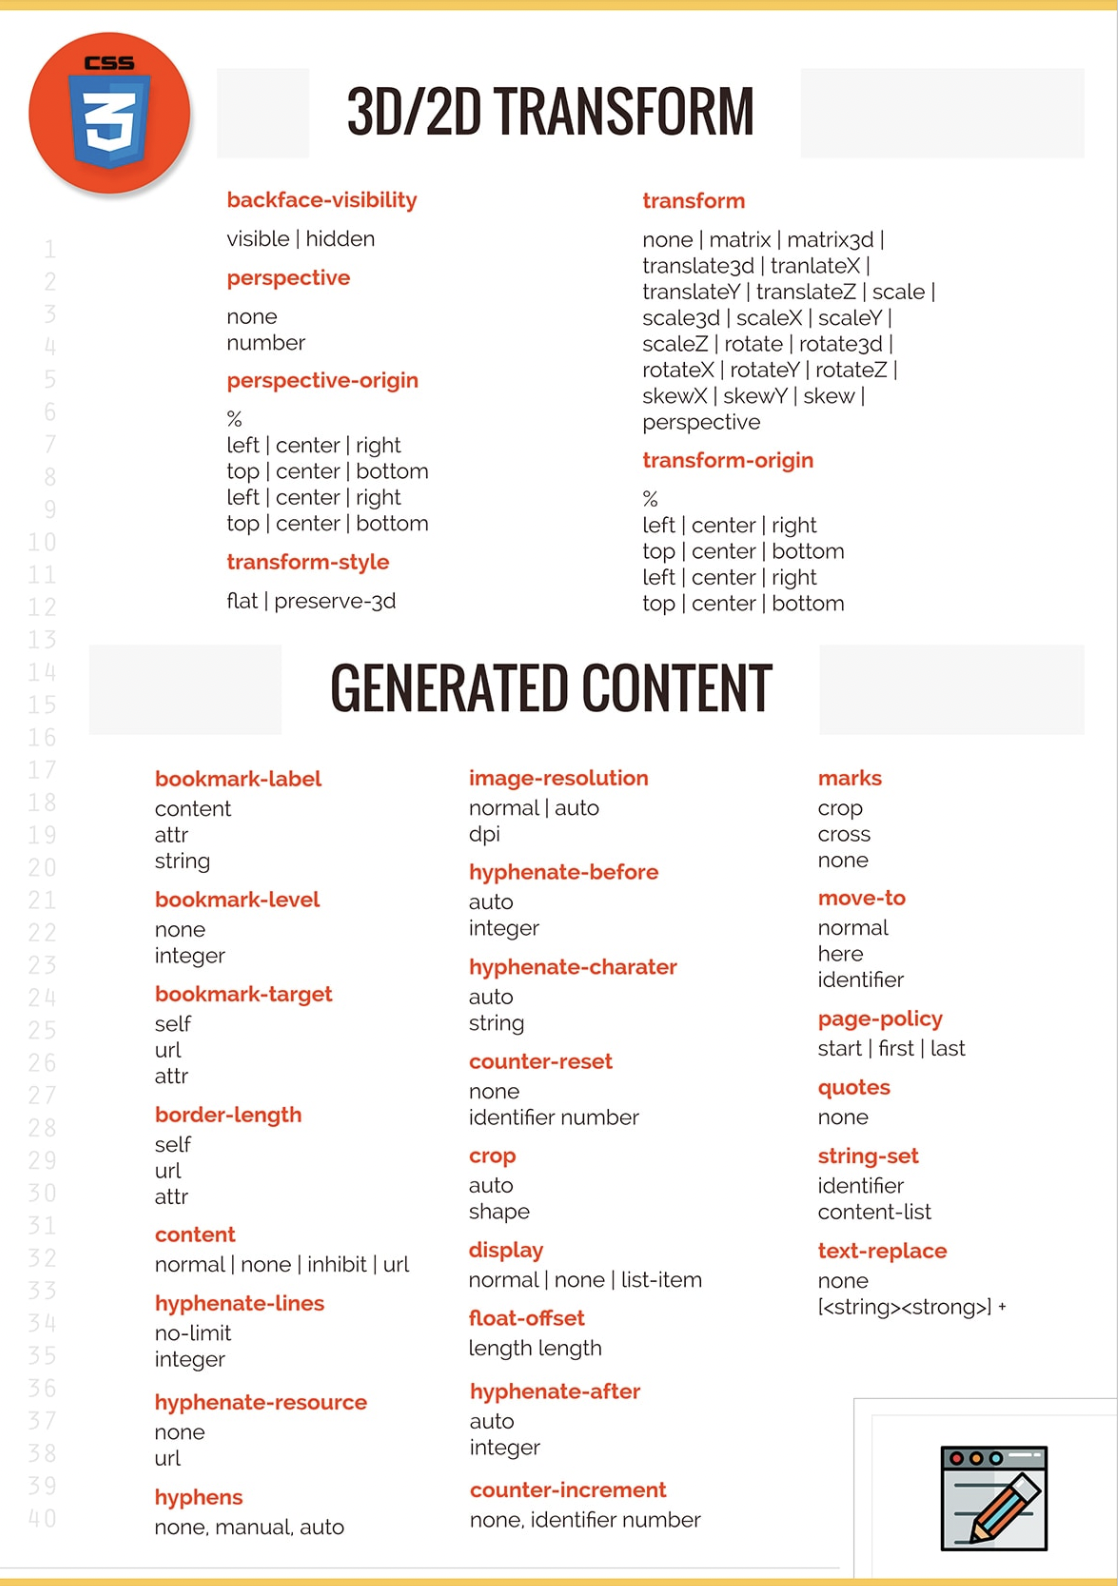 CSS
3
3D/2D TRANSFORM
backface-visibility
visible | hidden
perspective
none
number
perspective-origin
%
left | center | right
top | center | bottom
left | center | right
top | center | bottom
transform-style
flat | preserve-3d
transform
none | matrix | matrix3d |
translate3d | tranlateX |
translateY | translateZ | scale |
scale3d | scaleX | scaleY |
scaleZ | rotate | rotate3d |
rotateX | rotateY | rotateZ |
skewX | skewY | skew |
perspective
transform-origin
%
left | center | right
top | center | bottom
left | center | right
top | center | bottom
GENERATED CONTENT
bookmark-label
content
attr
string
bookmark-level
none
integer
bookmark-target
self
url
attr
border-length
self
url
attr
content
normal | none | inhibit | url
hyphenate-lines
no-limit
integer
hyphenate-resource
none
url
hyphens
none, manual, auto
image-resolution
normal | auto
dpi
hyphenate-before
auto
integer
hyphenate-charater
auto
string
counter-reset
none
identifier number
crop
auto
shape
display
normal | none | list-item
float-offset
length length
hyphenate-after
auto
integer
counter-increment
none, identifier number
marks
crop
cross
none
move-to
normal
here
identifier
page-policy
start | first | last
quotes
none
string-set
identifier
content-list
text-replace
none
[<string><strong>] +
1
2
3
4
5
6
7
8
9
10
11
12
13
14
15
16
17
18
19
20
21
22
23
24
25
26
27
28
29
30
31
32
33
34
35
36
37
38
39
40